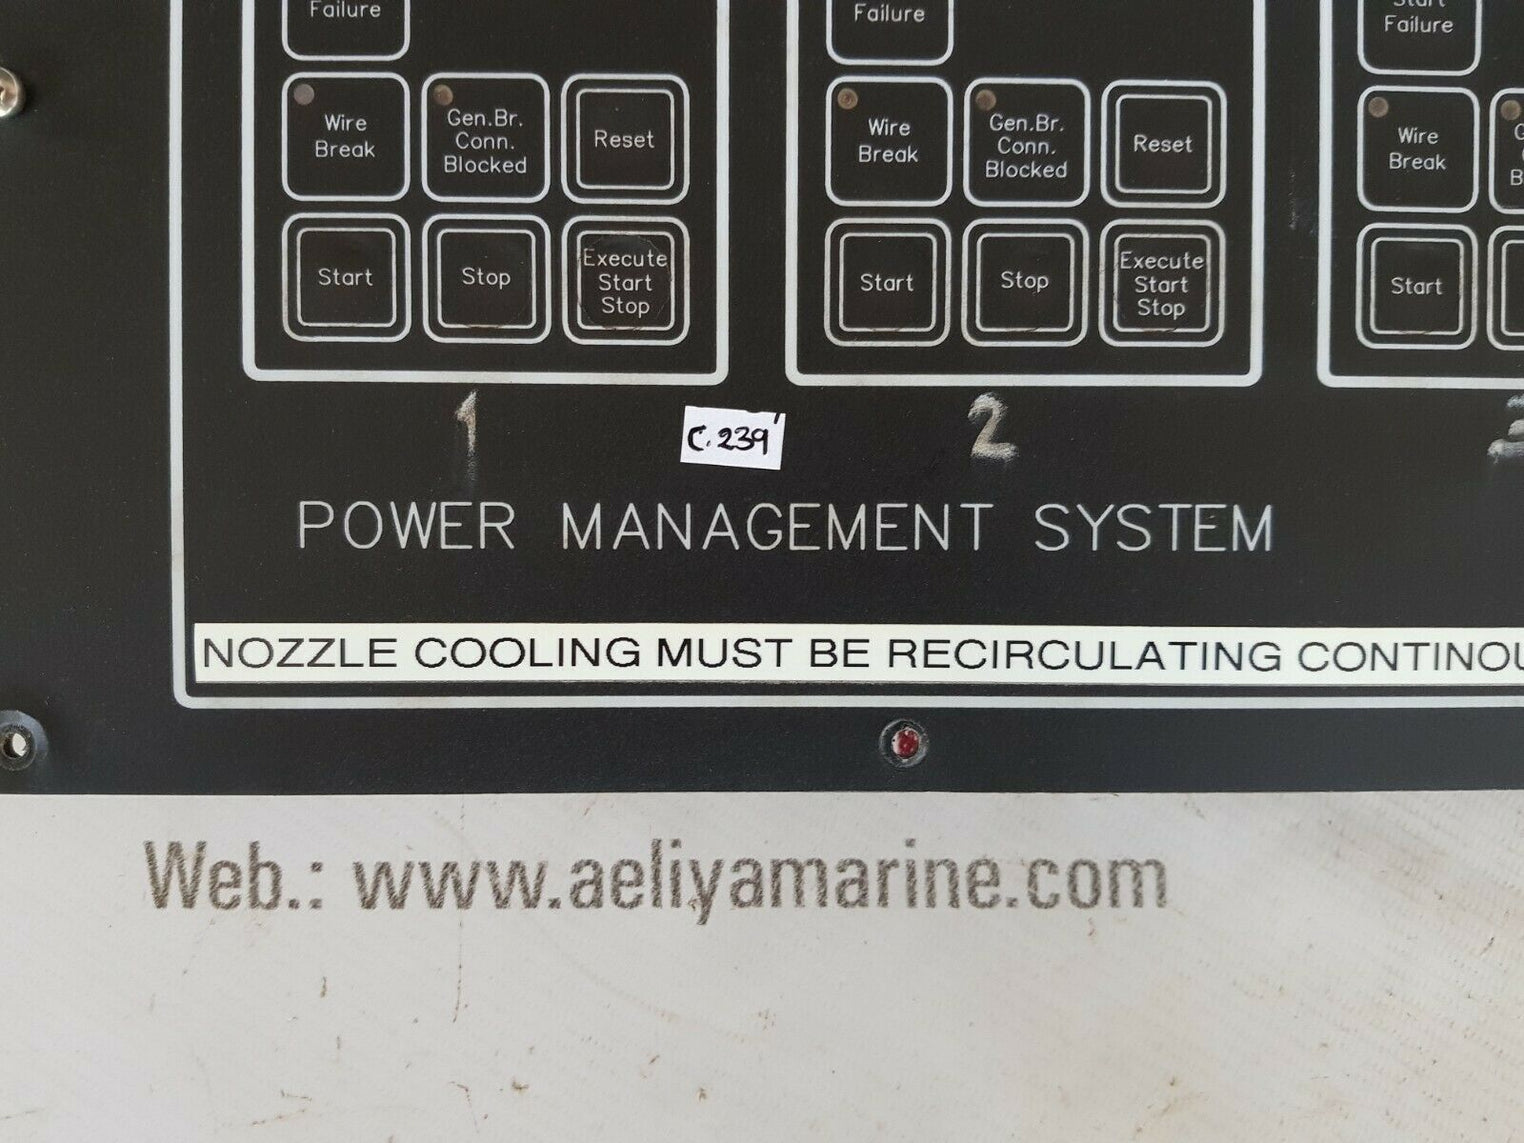 Failure
Wire
Break
Gen.Br.
Conn.
Blocked
Reset
Start
Stop
Execute
Start
Stop
Failure
Wire
Break
Gen.Br.
Conn.
Blocked
Reset
Start
Stop
Execute
Start
Stop
Start
Failure
Wire
Break
Start
1
C.239
2
3
POWER MANAGEMENT SYSTEM
NOZZLE COOLING MUST BE RECIRCULATING CONTINOU
Web.: www.aeliyamarine.com